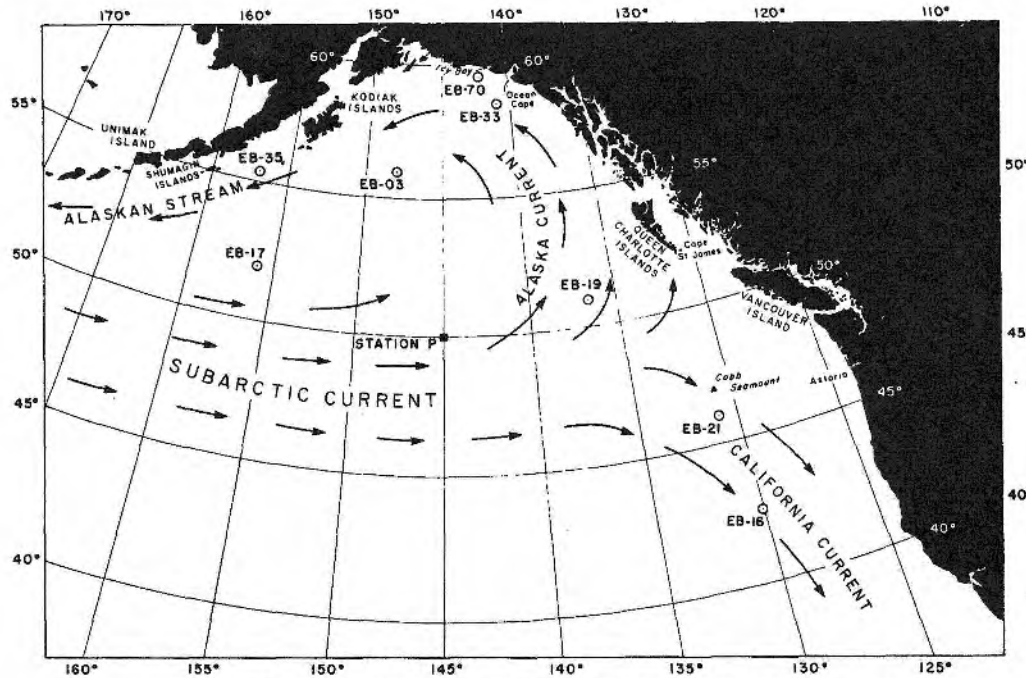 170° 160° 150° 140° 130° 120° 110°
60°
Icy Bay
60°
EB-70
Ocean
Cape
EB-33
KODIAK
ISLANDS
55°
UNIMAK
ISLAND
EB-35
SHUMAGIN
ISLANDS
EB-03
55°
50°
ALASKAN STREAM
ALASKA CURRENT
QUEEN
CHARLOTTE
ISLANDS
Cape
St James
50°
EB-17
EB-19
50°
VANCOUVER
ISLAND
45°
STATION P
SUBARCTIC CURRENT
Cobb
Seamount
Astoria
45°
45°
EB-21
CALIFORNIA CURRENT
40°
EB-16
40°
40°
160° 155° 150° 145° 140° 135° 130° 125°